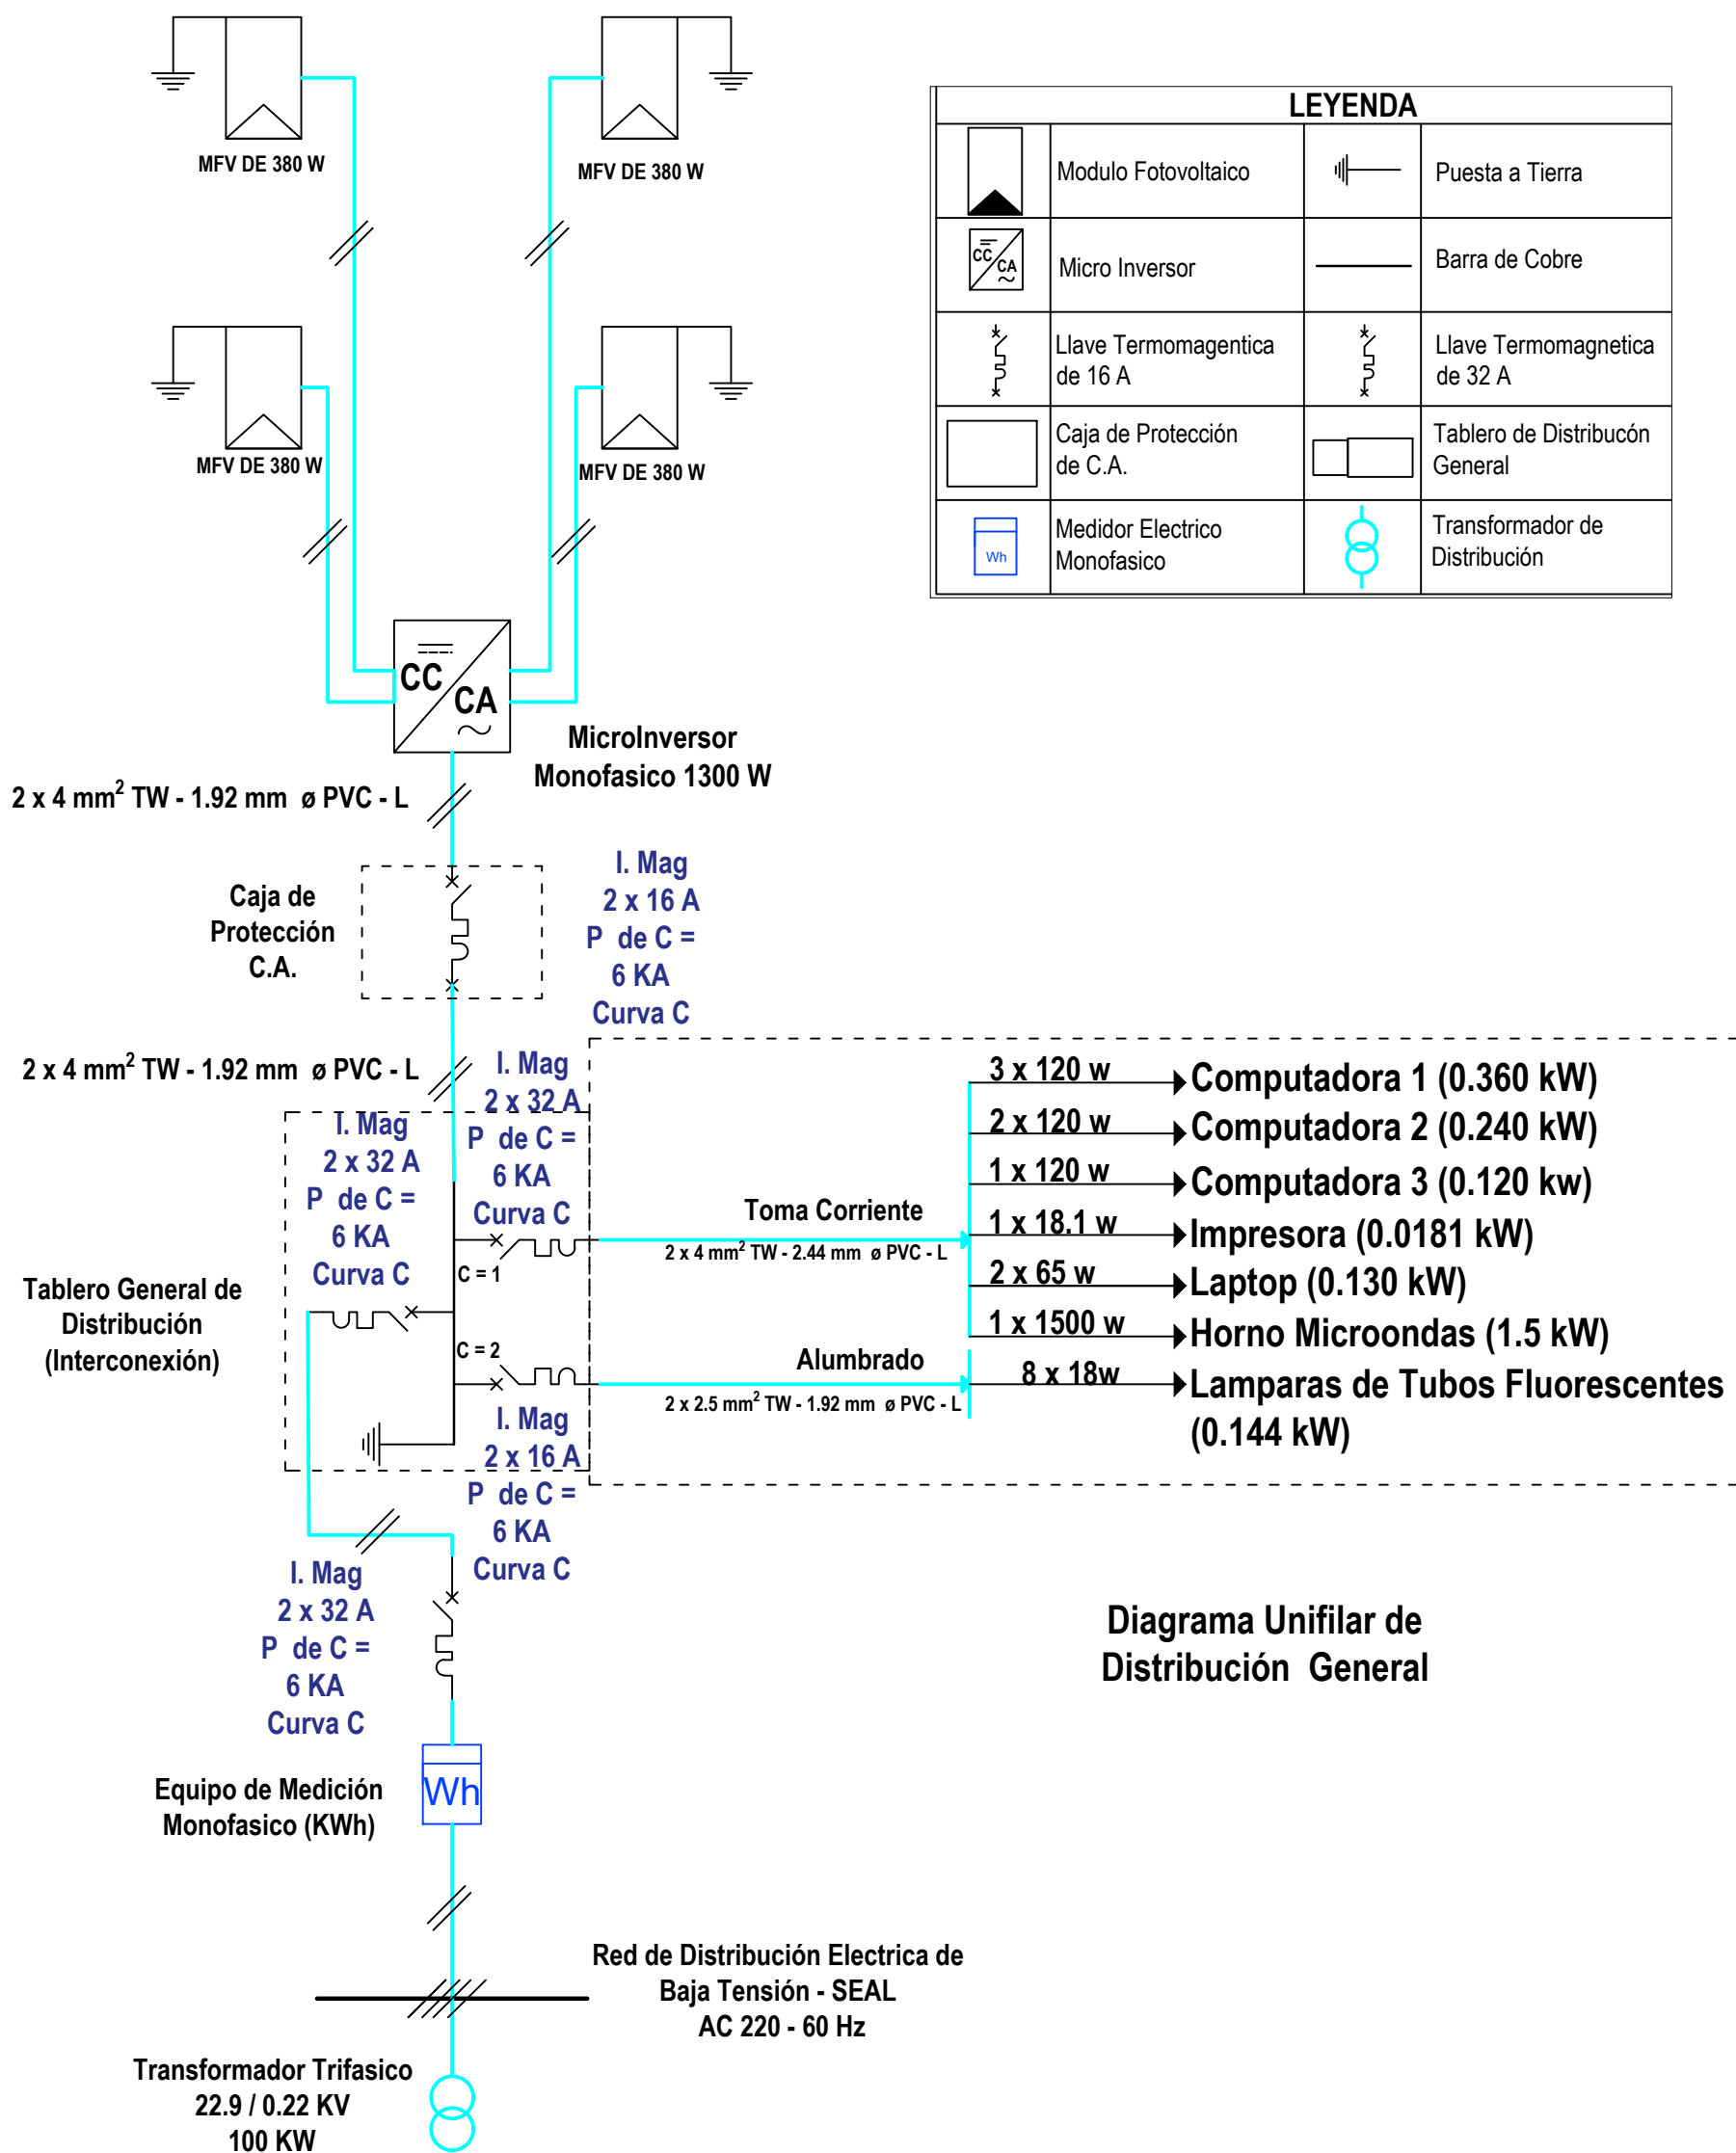 MFV DE 380 W
MFV DE 380 W
MFV DE 380 W
MFV DE 380 W
LEYENDA
Modulo Fotovoltaico
Puesta a Tierra
CC
CA
Micro Inversor
Barra de Cobre
Llave Termomagentica
de 16 A
Llave Termomagnetica
de 32 A
Caja de Protección
de C.A.
Tablero de Distribucón
General
Wh
Medidor Electrico
Monofasico
Transformador de
Distribución
CC
CA
MicroInversor
Monofasico 1300 W
2 x 4 mm² TW - 1.92 mm ø PVC - L
Caja de
Protección
C.A.
I. Mag
2 x 16 A
P de C =
6 KA
Curva C
2 x 4 mm² TW - 1.92 mm ø PVC - L
I. Mag
2 x 32 A
P de C =
6 KA
Curva C
I. Mag
2 x 32 A
P de C =
6 KA
Curva C
Tablero General de
Distribución
(Interconexión)
C = 1
C = 2
Toma Corriente
2 x 4 mm² TW - 2.44 mm ø PVC - L
3 x 120 w
Computadora 1 (0.360 kW)
2 x 120 w
Computadora 2 (0.240 kW)
1 x 120 w
Computadora 3 (0.120 kw)
1 x 18.1 w
Impresora (0.0181 kW)
2 x 65 w
Laptop (0.130 kW)
1 x 1500 w
Horno Microondas (1.5 kW)
Alumbrado
2 x 2.5 mm² TW - 1.92 mm ø PVC - L
8 x 18w
Lamparas de Tubos Fluorescentes
(0.144 kW)
I. Mag
2 x 16 A
P de C =
6 KA
Curva C
I. Mag
2 x 32 A
P de C =
6 KA
Curva C
Diagrama Unifilar de
Distribución General
Equipo de Medición
Monofasico (KWh)
Wh
Red de Distribución Electrica de
Baja Tensión - SEAL
AC 220 - 60 Hz
Transformador Trifasico
22.9 / 0.22 KV
100 KW